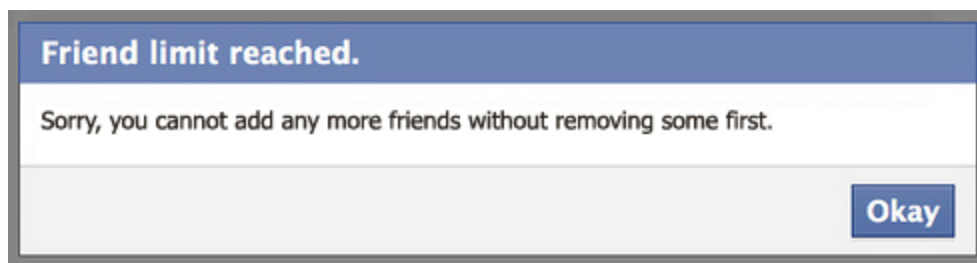 Friend limit reached.
Sorry, you cannot add any more friends without removing some first.
Okay